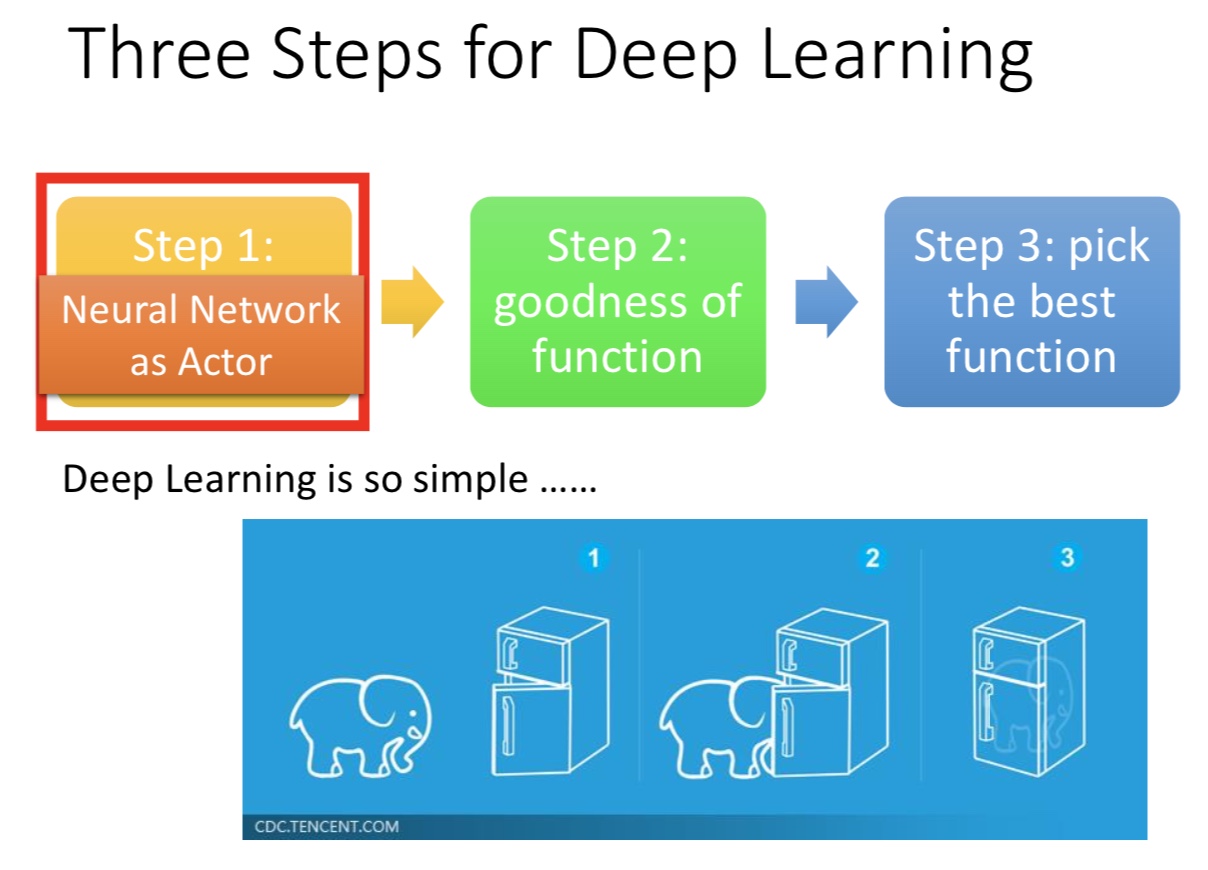 Three Steps for Deep Learning
Step 1:
Neural Network
as Actor
Step 2:
goodness of
function
Step 3: pick
the best
function
Deep Learning is so simple ......
1
2
3
CDC.TENCENT.COM